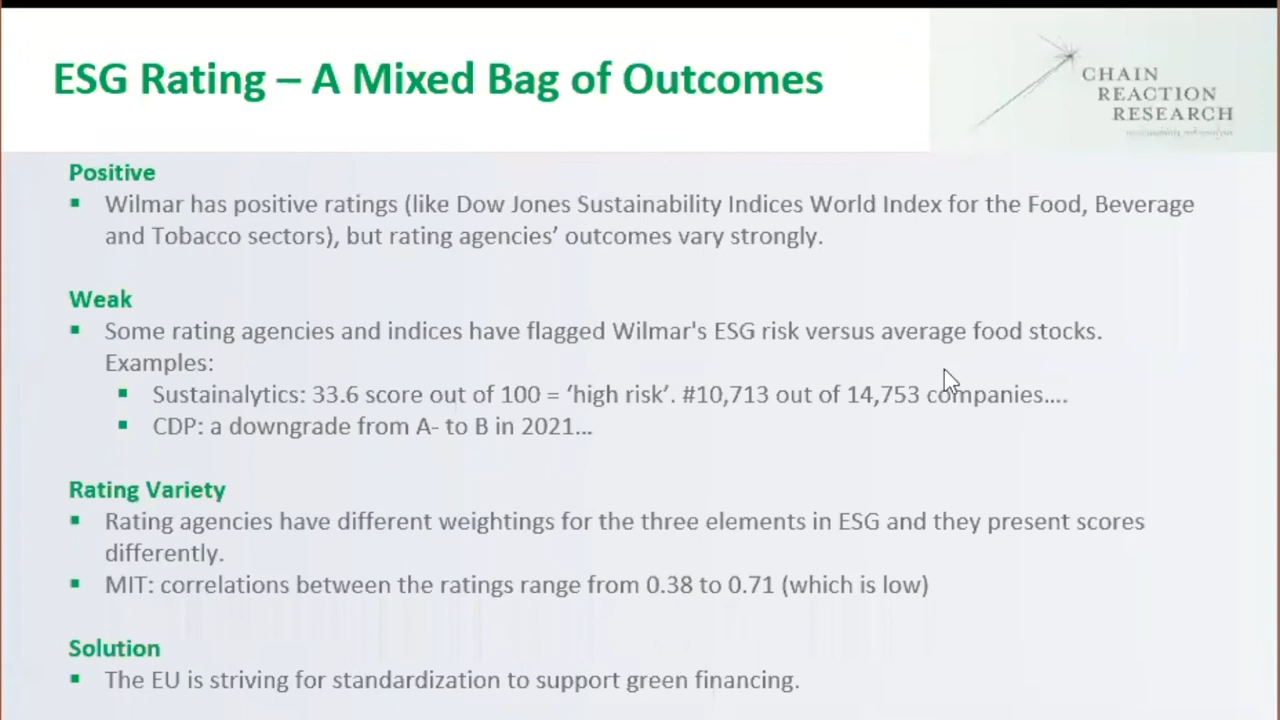 ESG Rating – A Mixed Bag of Outcomes
CHAIN
REACTION
RESEARCH
Positive
▪ Wilmar has positive ratings (like Dow Jones Sustainability Indices World Index for the Food, Beverage
and Tobacco sectors), but rating agencies’ outcomes vary strongly.
Weak
▪ Some rating agencies and indices have flagged Wilmar's ESG risk versus average food stocks.
Examples:
▪ Sustainalytics: 33.6 score out of 100 = ‘high risk’. #10,713 out of 14,753 companies....
▪ CDP: a downgrade from A- to B in 2021...
Rating Variety
▪ Rating agencies have different weightings for the three elements in ESG and they present scores
differently.
▪ MIT: correlations between the ratings range from 0.38 to 0.71 (which is low)
Solution
▪ The EU is striving for standardization to support green financing.